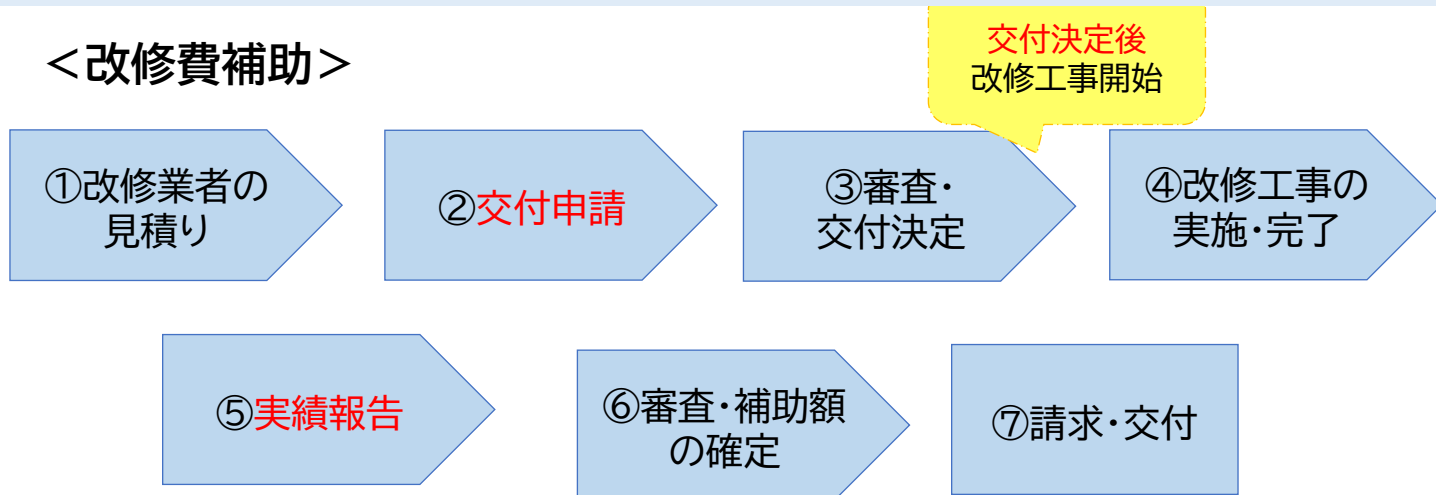 ＜改修費補助＞
交付決定後
改修工事開始
①改修業者の
見積り
②交付申請
③審査・
交付決定
④改修工事の
実施・完了
⑤実績報告
⑥審査・補助額
の確定
⑦請求・交付